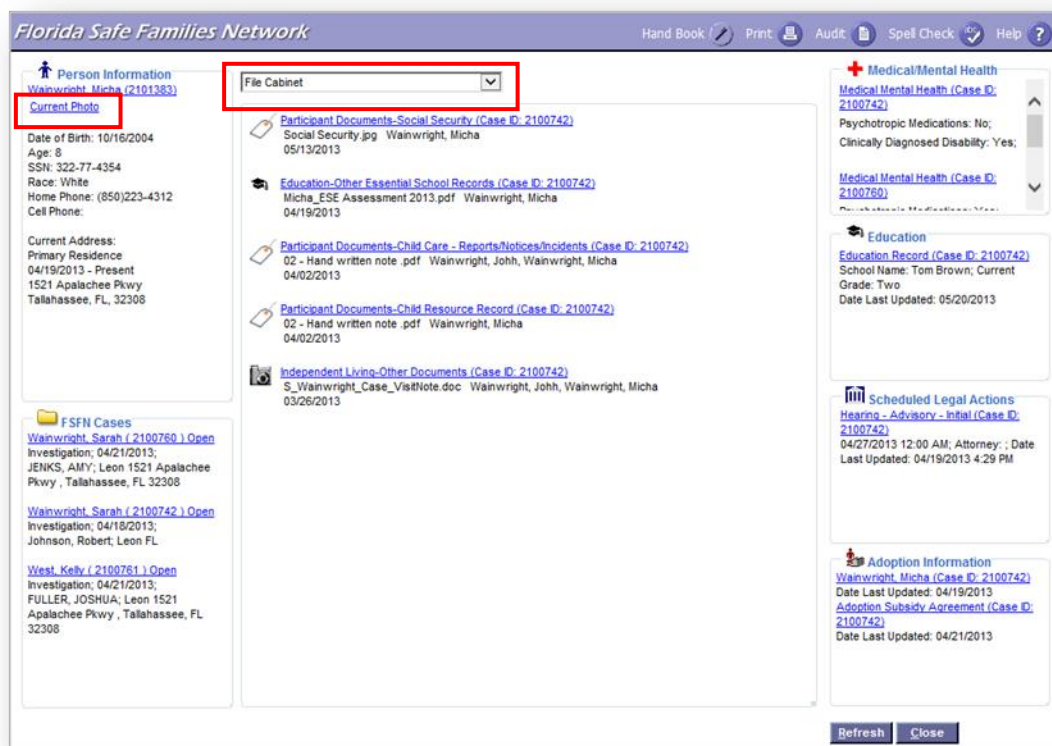 Florida Safe Families Network
Hand Book Print Audit Spell Check Help ?
Person Information
Wainwright, Micha (2101383)
Current Photo
Date of Birth: 10/16/2004
Age: 8
SSN: 322-77-4354
Race: White
Home Phone: (850)223-4312
Cell Phone:
Current Address:
Primary Residence
04/19/2013 - Present
1521 Apalachee Pkwy
Tallahassee, FL, 32308
FSFN Cases
Wainwright, Sarah ( 2100760 ) Open
Investigation; 04/21/2013;
JENKS, AMY; Leon 1521 Apalachee
Pkwy , Tallahassee, FL 32308
Wainwright, Sarah ( 2100742 ) Open
Investigation; 04/18/2013;
Johnson, Robert; Leon FL
West, Kelly ( 2100761 ) Open
Investigation; 04/21/2013;
FULLER, JOSHUA; Leon 1521
Apalachee Pkwy , Tallahassee, FL
32308
File Cabinet
Participant Documents-Social Security (Case ID: 2100742)
Social Security.jpg Wainwright, Micha
05/13/2013
Education-Other Essential School Records (Case ID: 2100742)
Micha_ESE Assessment 2013.pdf Wainwright, Micha
04/19/2013
Participant Documents-Child Care - Reports/Notices/Incidents (Case ID: 2100742)
02 - Hand written note .pdf Wainwright, Johh, Wainwright, Micha
04/02/2013
Participant Documents-Child Resource Record (Case ID: 2100742)
02 - Hand written note .pdf Wainwright, Micha
04/02/2013
Independent Living-Other Documents (Case ID: 2100742)
S_Wainwright_Case_VisitNote.doc Wainwright, Johh, Wainwright, Micha
03/26/2013
Medical/Mental Health
Medical Mental Health (Case ID:
2100742)
Psychotropic Medications: No;
Clinically Diagnosed Disability: Yes;
Medical Mental Health (Case ID:
2100760)
Education
Education Record (Case ID: 2100742)
School Name: Tom Brown; Current
Grade: Two
Date Last Updated: 05/20/2013
Scheduled Legal Actions
Hearing - Advisory - Initial (Case ID:
2100742)
04/27/2013 12:00 AM; Attorney: ; Date
Last Updated: 04/19/2013 4:29 PM
Adoption Information
Wainwright, Micha (Case ID: 2100742)
Date Last Updated: 04/19/2013
Adoption Subsidy Agreement (Case ID:
2100742)
Date Last Updated: 04/21/2013
Refresh Close